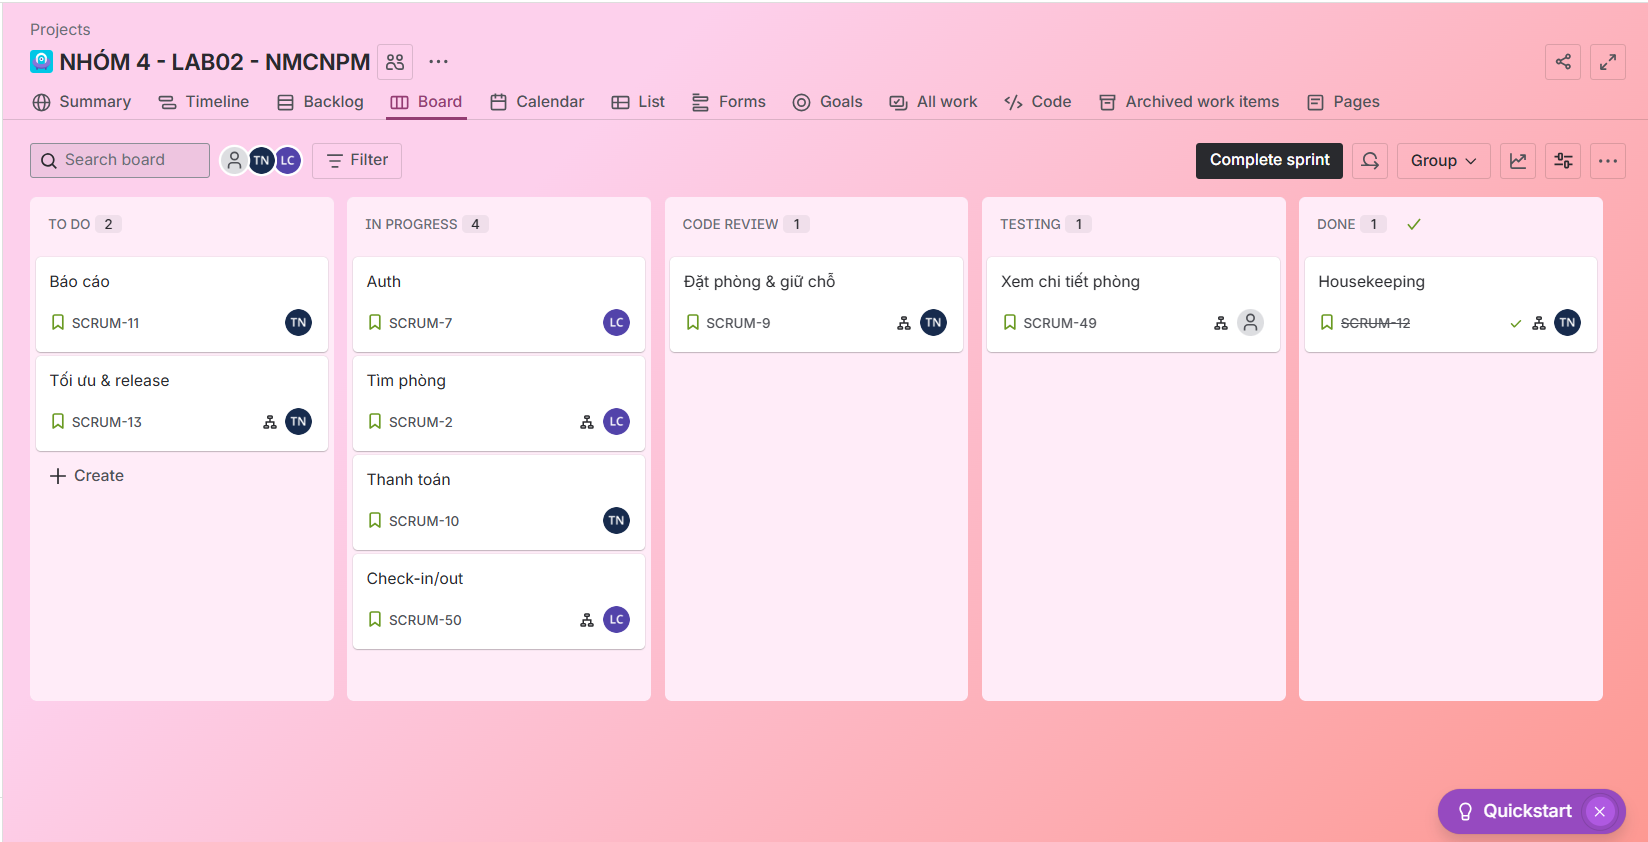 Projects
NHÓM 4 - LAB02 - NMCNPM
Summary Timeline Backlog Board Calendar List Forms Goals All work Code Archived work items Pages
Search board TN LC Filter Complete sprint Group
TO DO 2
Báo cáo
SCRUM-11 TN
Tối ưu & release
SCRUM-13 TN
Create
IN PROGRESS 4
Auth
SCRUM-7 LC
Tìm phòng
SCRUM-2 LC
Thanh toán
SCRUM-10 TN
Check-in/out
SCRUM-50 LC
CODE REVIEW 1
Đặt phòng & giữ chỗ
SCRUM-9 TN
TESTING 1
Xem chi tiết phòng
SCRUM-49
DONE 1
Housekeeping
SCRUM-12 TN
Quickstart